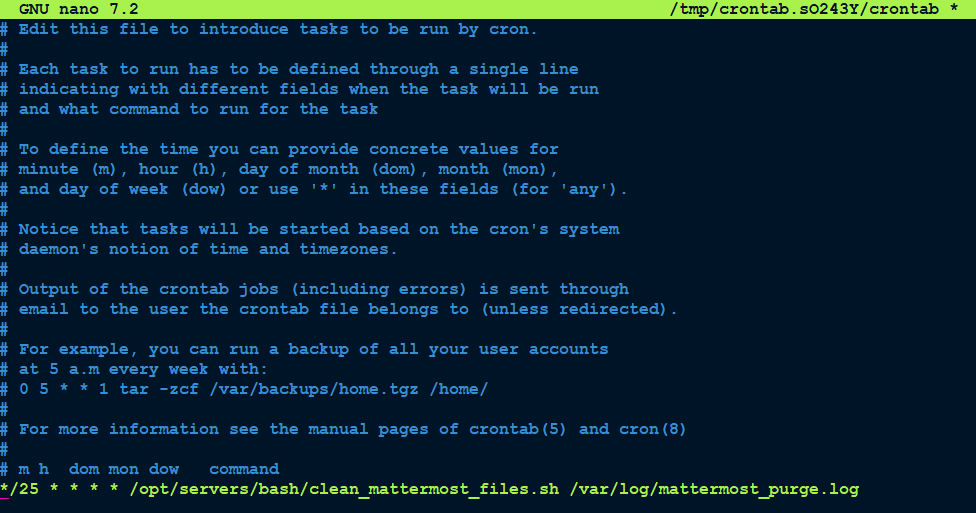 GNU nano 7.2 /tmp/crontab.sO243Y/crontab *
# Edit this file to introduce tasks to be run by cron.
#
# Each task to run has to be defined through a single line
# indicating with different fields when the task will be run
# and what command to run for the task
#
# To define the time you can provide concrete values for
# minute (m), hour (h), day of month (dom), month (mon),
# and day of week (dow) or use '*' in these fields (for 'any').
#
# Notice that tasks will be started based on the cron's system
# daemon's notion of time and timezones.
#
# Output of the crontab jobs (including errors) is sent through
# email to the user the crontab file belongs to (unless redirected).
#
# For example, you can run a backup of all your user accounts
# at 5 a.m every week with:
# 0 5 * * 1 tar -zcf /var/backups/home.tgz /home/
#
# For more information see the manual pages of crontab(5) and cron(8)
#
# m h  dom mon dow   command
*/25 * * * * /opt/servers/bash/clean_mattermost_files.sh /var/log/mattermost_purge.log